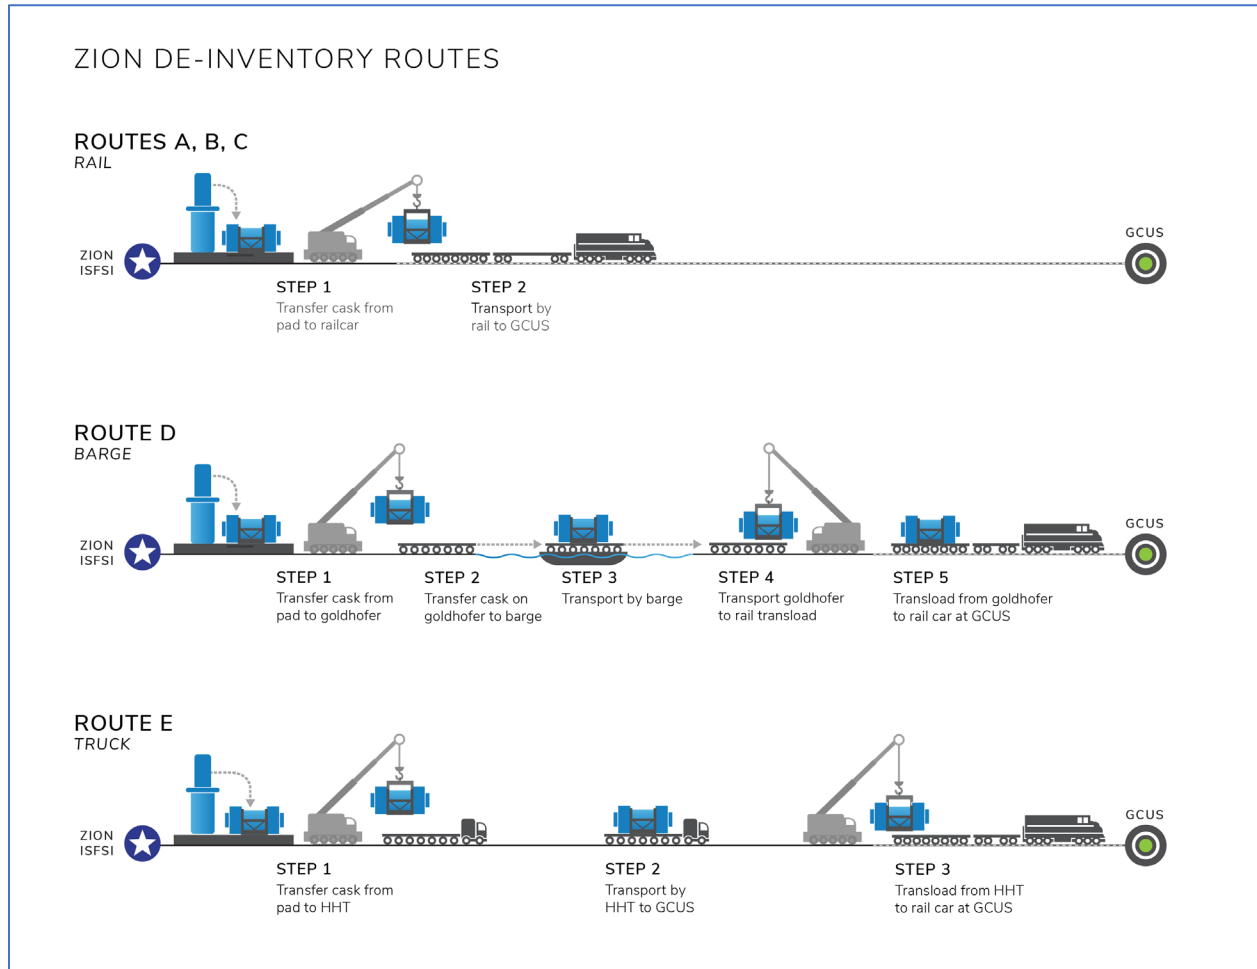 ZION DE-INVENTORY ROUTES
ROUTES A, B, C
RAIL
ZION
ISFSI
GCUS
STEP 1
Transfer cask from
pad to railcar
STEP 2
Transport by
rail to GCUS
ROUTE D
BARGE
ZION
ISFSI
GCUS
STEP 1
Transfer cask from
pad to goldhofer
STEP 2
Transfer cask on
goldhofer to barge
STEP 3
Transport by barge
STEP 4
Transport goldhofer
to rail transload
STEP 5
Transload from goldhofer
to rail car at GCUS
ROUTE E
TRUCK
ZION
ISFSI
GCUS
STEP 1
Transfer cask from
pad to HHT
STEP 2
Transport by
HHT to GCUS
STEP 3
Transload from HHT
to rail car at GCUS